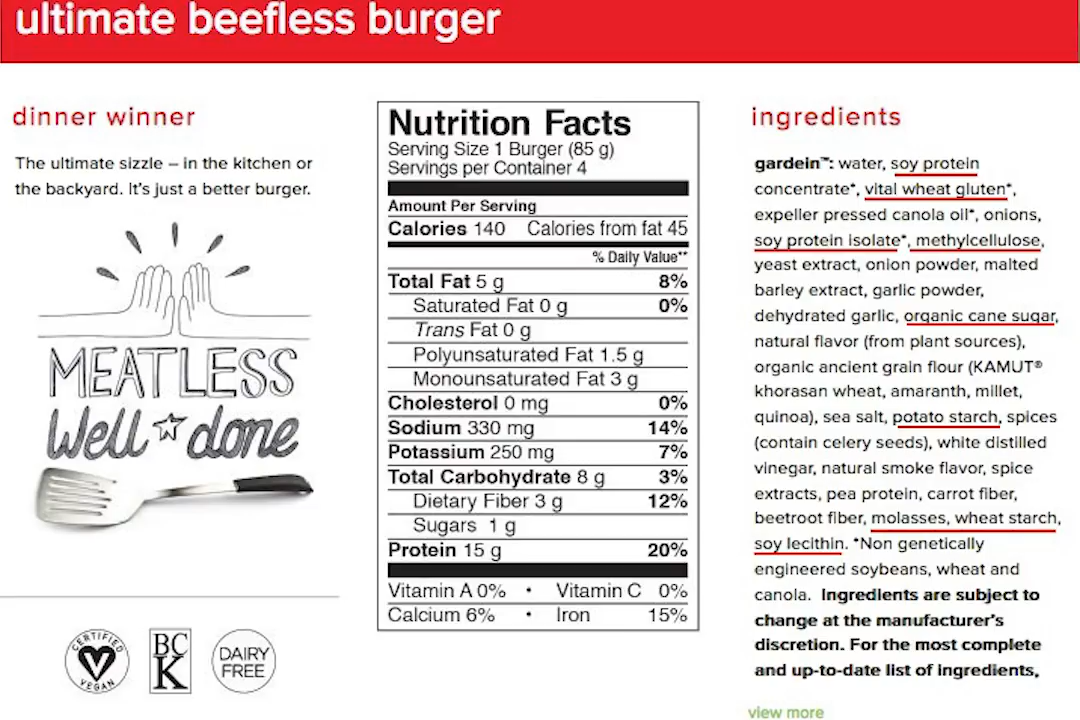 ultimate beefless burger
dinner winner
The ultimate sizzle – in the kitchen or
the backyard. It's just a better burger.
MEATLESS
Well done
CERTIFIED
VEGAN
BC
K
DAIRY
FREE
Nutrition Facts
Serving Size 1 Burger (85 g)
Servings per Container 4
Amount Per Serving
Calories 140 Calories from fat 45
% Daily Value**
Total Fat 5 g 8%
Saturated Fat 0 g 0%
Trans Fat 0 g
Polyunsaturated Fat 1.5 g
Monounsaturated Fat 3 g
Cholesterol 0 mg 0%
Sodium 330 mg 14%
Potassium 250 mg 7%
Total Carbohydrate 8 g 3%
Dietary Fiber 3 g 12%
Sugars 1 g
Protein 15 g 20%
Vitamin A 0% • Vitamin C 0%
Calcium 6% • Iron 15%
ingredients
gardein™: water, soy protein
concentrate*, vital wheat gluten*,
expeller pressed canola oil*, onions,
soy protein isolate*, methylcellulose,
yeast extract, onion powder, malted
barley extract, garlic powder,
dehydrated garlic, organic cane sugar,
natural flavor (from plant sources),
organic ancient grain flour (KAMUT®
khorasan wheat, amaranth, millet,
quinoa), sea salt, potato starch, spices
(contain celery seeds), white distilled
vinegar, natural smoke flavor, spice
extracts, pea protein, carrot fiber,
beetroot fiber, molasses, wheat starch,
soy lecithin. *Non genetically
engineered soybeans, wheat and
canola. Ingredients are subject to
change at the manufacturer's
discretion. For the most complete
and up-to-date list of ingredients,
view more